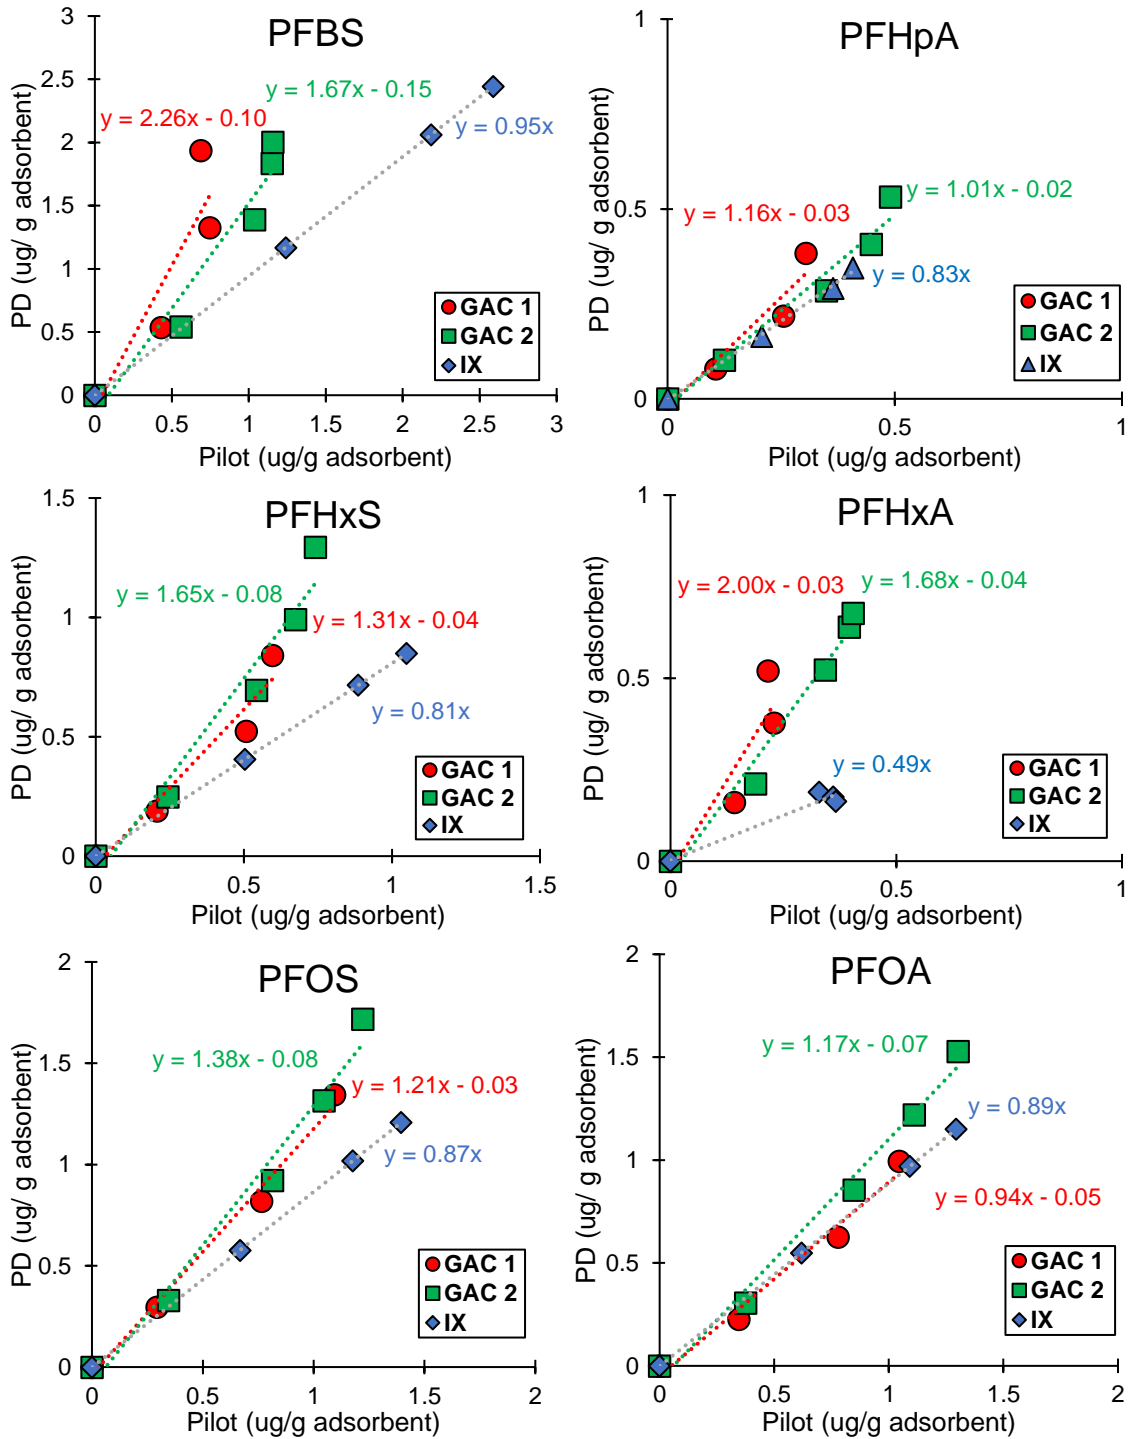 PFBS
3
2.5
2
1.5
1
0.5
0
PD (ug/ g adsorbent)
y = 1.67x - 0.15
y = 2.26x - 0.10
y = 0.95x
GAC 1
GAC 2
IX
0 0.5 1 1.5 2 2.5 3
Pilot (ug/g adsorbent)
PFHpA
1
0.5
0
PD (ug/ g adsorbent)
y = 1.01x - 0.02
y = 1.16x - 0.03
y = 0.83x
GAC 1
GAC 2
IX
0 0.5 1
Pilot (ug/g adsorbent)
PFHxS
1.5
1
0.5
0
PD (ug/ g adsorbent)
y = 1.65x - 0.08
y = 1.31x - 0.04
y = 0.81x
GAC 1
GAC 2
IX
0 0.5 1 1.5
Pilot (ug/g adsorbent)
PFHxA
1
0.5
0
PD (ug/ g adsorbent)
y = 2.00x - 0.03
y = 1.68x - 0.04
y = 0.49x
GAC 1
GAC 2
IX
0 0.5 1
Pilot (ug/g adsorbent)
PFOS
2
1.5
1
0.5
0
PD (ug/ g adsorbent)
y = 1.38x - 0.08
y = 1.21x - 0.03
y = 0.87x
GAC 1
GAC 2
IX
0 0.5 1 1.5 2
Pilot (ug/g adsorbent)
PFOA
2
1.5
1
0.5
0
PD (ug/ g adsorbent)
y = 1.17x - 0.07
y = 0.89x
y = 0.94x - 0.05
GAC 1
GAC 2
IX
0 0.5 1 1.5 2
Pilot (ug/g adsorbent)